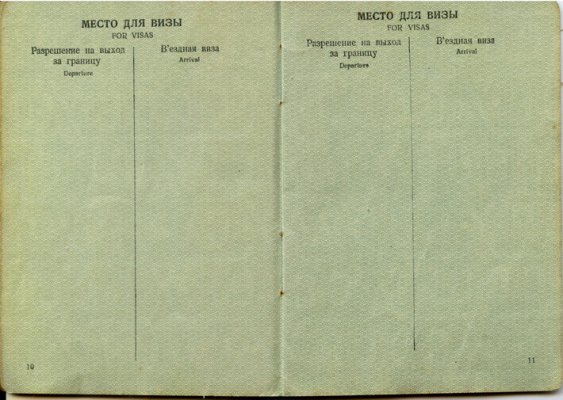 МЕСТО ДЛЯ ВИЗЫ
FOR VISAS
Разрешение на выход
за границу
Departure
В'ездная виза
Arrival
10
МЕСТО ДЛЯ ВИЗЫ
FOR VISAS
Разрешение на выход
за границу
Departure
В'ездная виза
Arrival
11